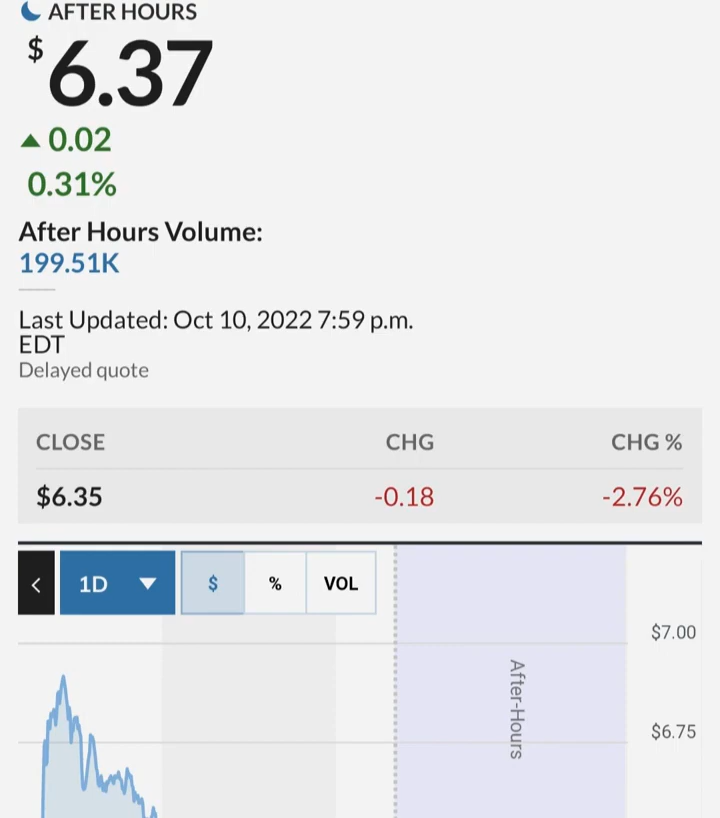 AFTER HOURS
$6.37
▲ 0.02
0.31%
After Hours Volume:
199.51K
Last Updated: Oct 10, 2022 7:59 p.m.
EDT
Delayed quote
CLOSE CHG CHG %
$6.35 -0.18 -2.76%
< 1D ▼ $ % VOL
$7.00
After-Hours
$6.75